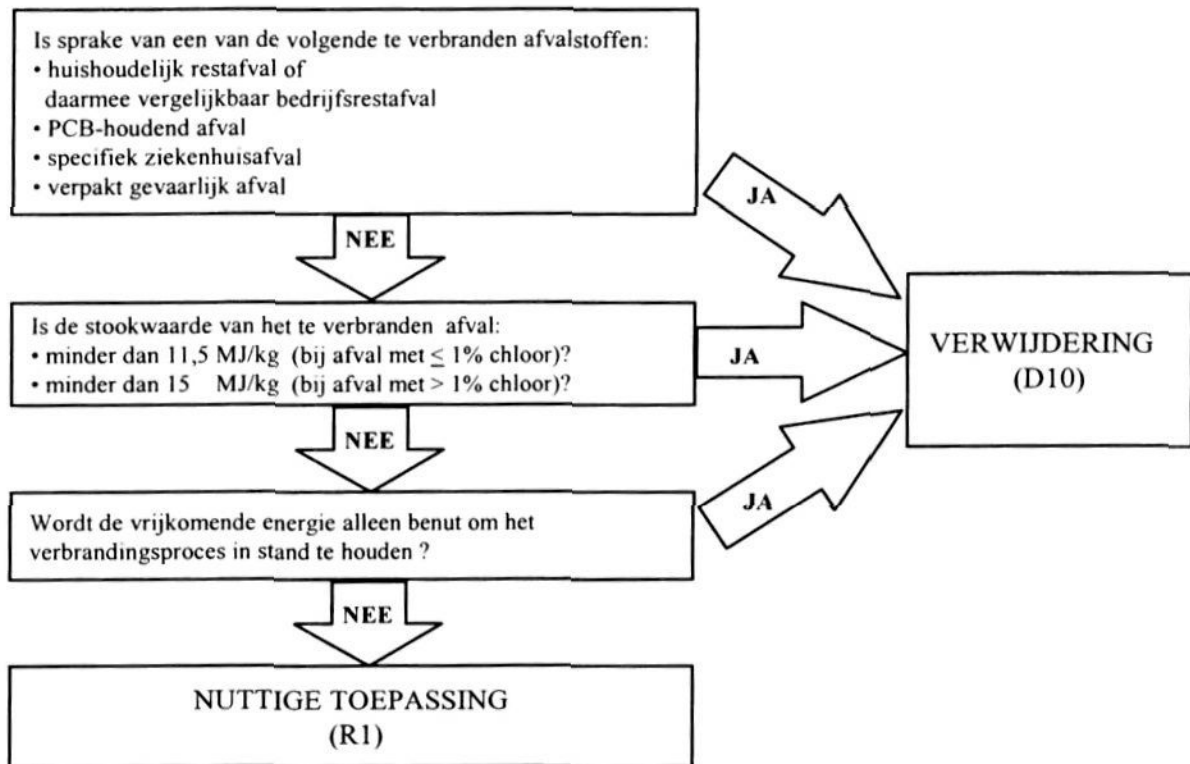 Is sprake van een van de volgende te verbranden afvalstoffen:
• huishoudelijk restafval of
daarmee vergelijkbaar bedrijfsrestafval
• PCB-houdend afval
• specifiek ziekenhuisafval
• verpakt gevaarlijk afval
JA
NEE
Is de stookwaarde van het te verbranden afval:
• minder dan 11,5 MJ/kg (bij afval met ≤ 1% chloor)?
• minder dan 15 MJ/kg (bij afval met > 1% chloor)?
JA
VERWIJDERING
(D10)
NEE
Wordt de vrijkomende energie alleen benut om het
verbrandingsproces in stand te houden ?
JA
NEE
NUTTIGE TOEPASSING
(R1)